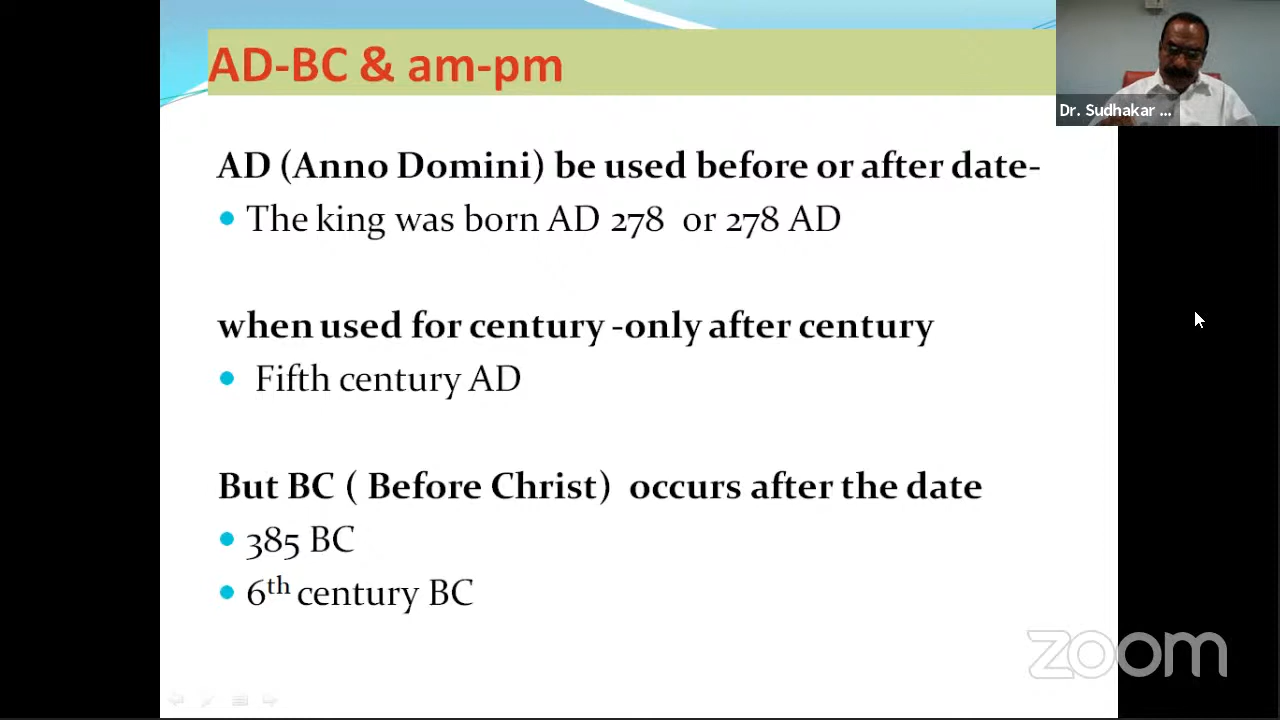 AD-BC & am-pm
Dr. Sudhakar ...
AD (Anno Domini) be used before or after date-
• The king was born AD 278 or 278 AD
when used for century -only after century
• Fifth century AD
But BC ( Before Christ) occurs after the date
• 385 BC
• 6th century BC
zoom